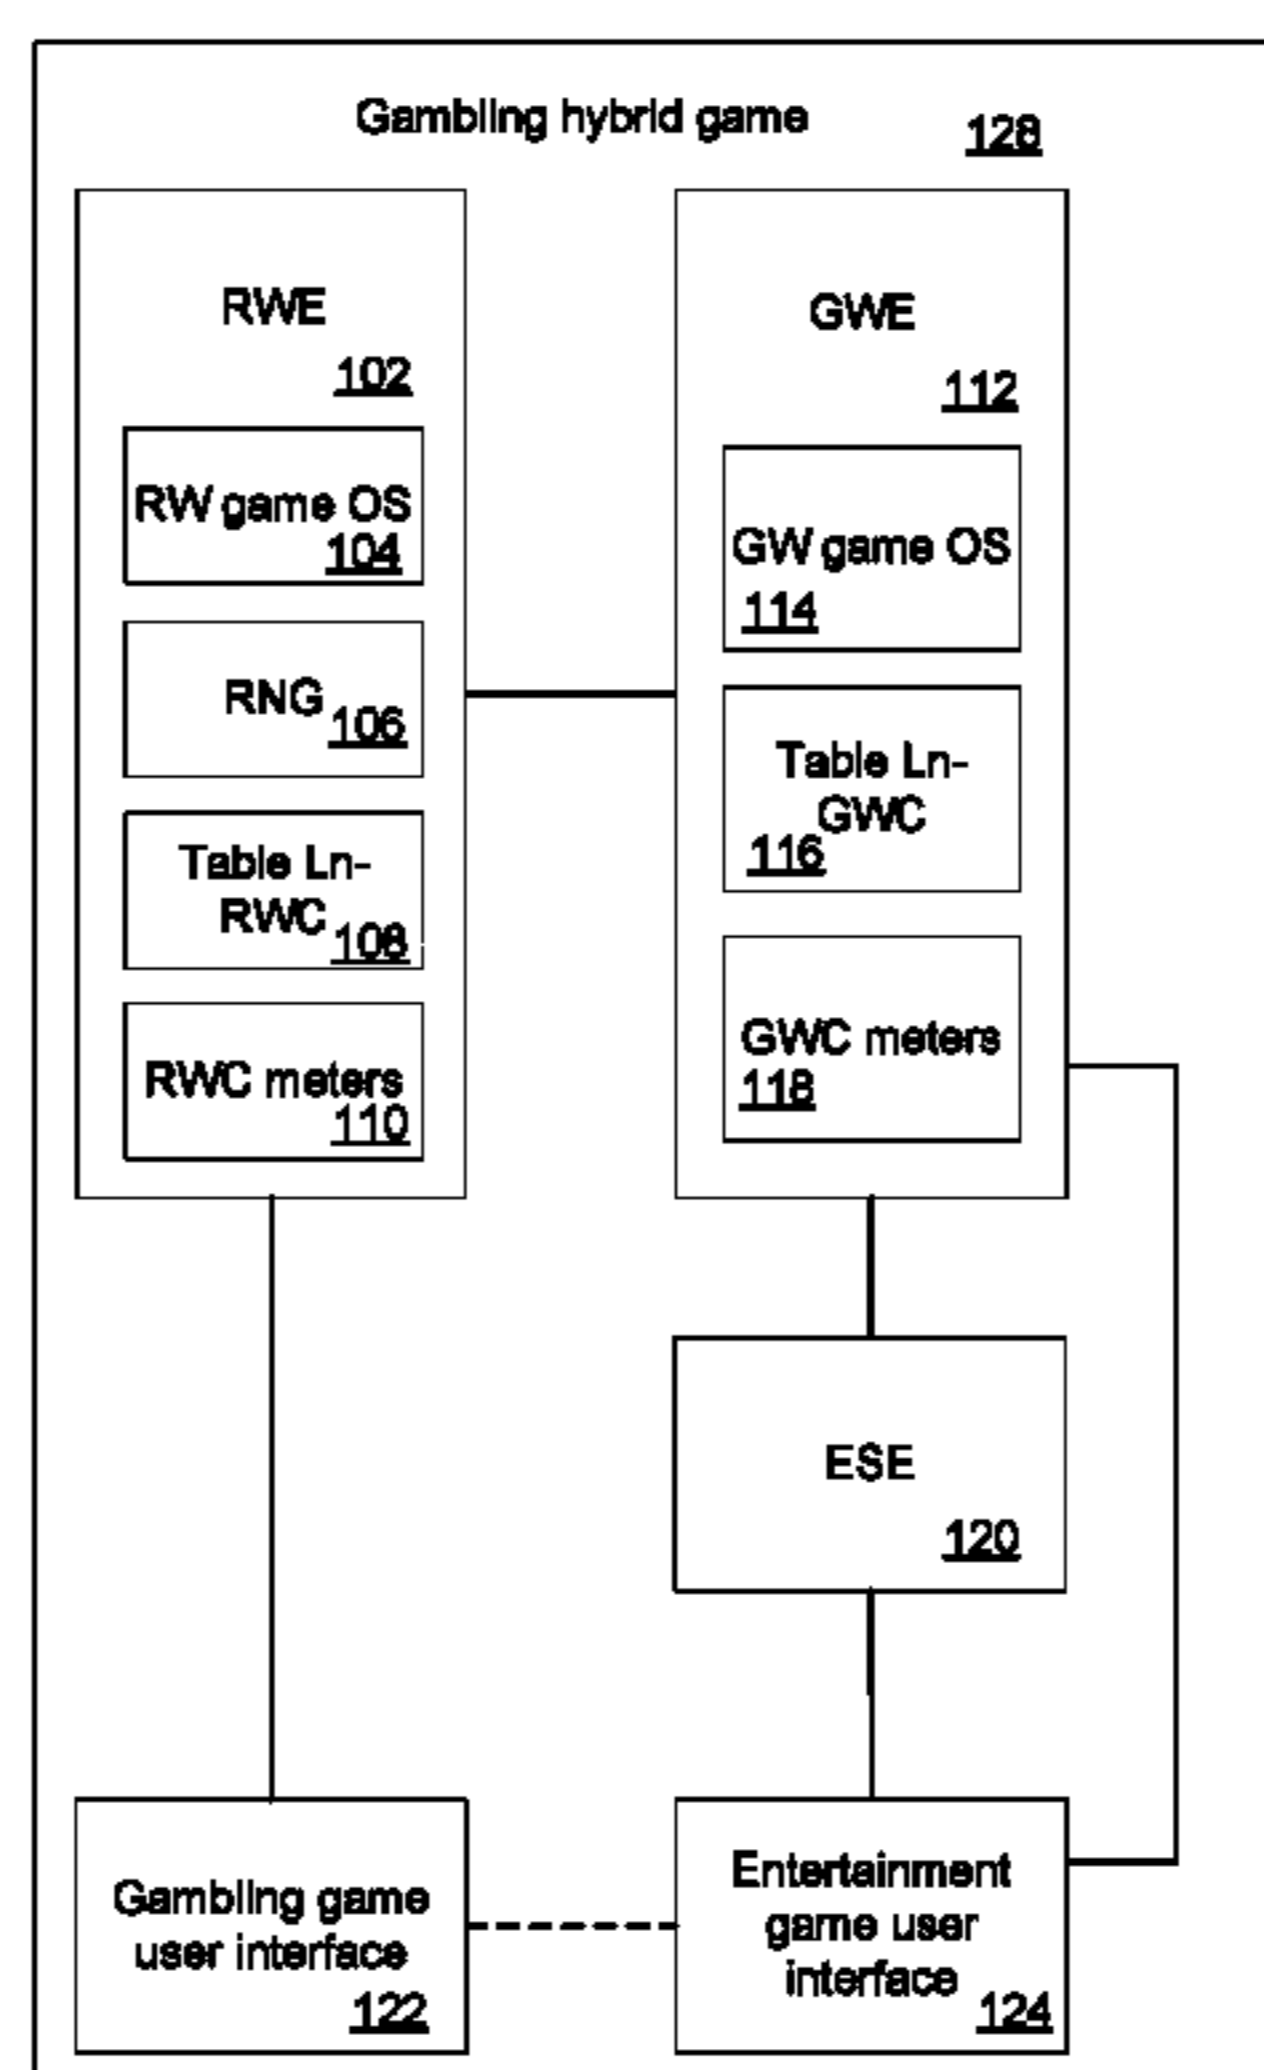 Gambling hybrid game
128
RWE
102
RW game OS
104
RNG
106
Table Ln-
RWC
108
RWC meters
110
GWE
112
GW game OS
114
Table Ln-
GWC
116
GWC meters
118
ESE
120
Gambling game
user interface
122
Entertainment
game user
interface
124